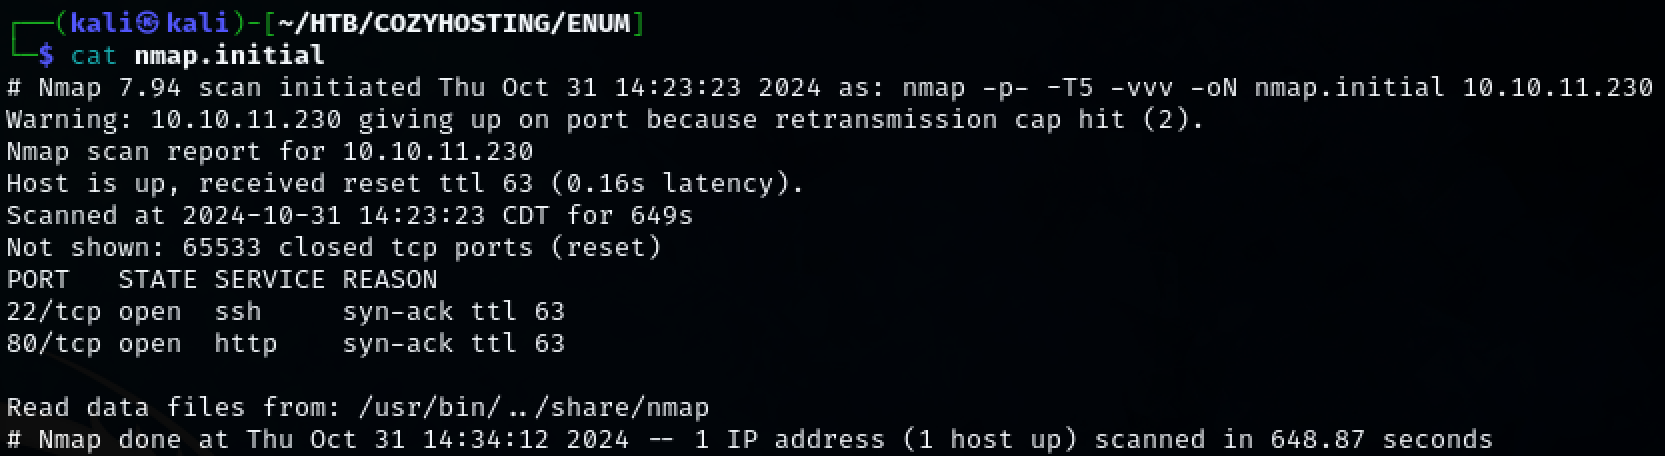 ┌──(kali㉿kali)-[~/HTB/COZYHOSTING/ENUM]
└─$ cat nmap.initial
# Nmap 7.94 scan initiated Thu Oct 31 14:23:23 2024 as: nmap -p- -T5 -vvv -oN nmap.initial 10.10.11.230
Warning: 10.10.11.230 giving up on port because retransmission cap hit (2).
Nmap scan report for 10.10.11.230
Host is up, received reset ttl 63 (0.16s latency).
Scanned at 2024-10-31 14:23:23 CDT for 649s
Not shown: 65533 closed tcp ports (reset)
PORT   STATE SERVICE REASON
22/tcp open  ssh     syn-ack ttl 63
80/tcp open  http    syn-ack ttl 63
Read data files from: /usr/bin/../share/nmap
# Nmap done at Thu Oct 31 14:34:12 2024 -- 1 IP address (1 host up) scanned in 648.87 seconds